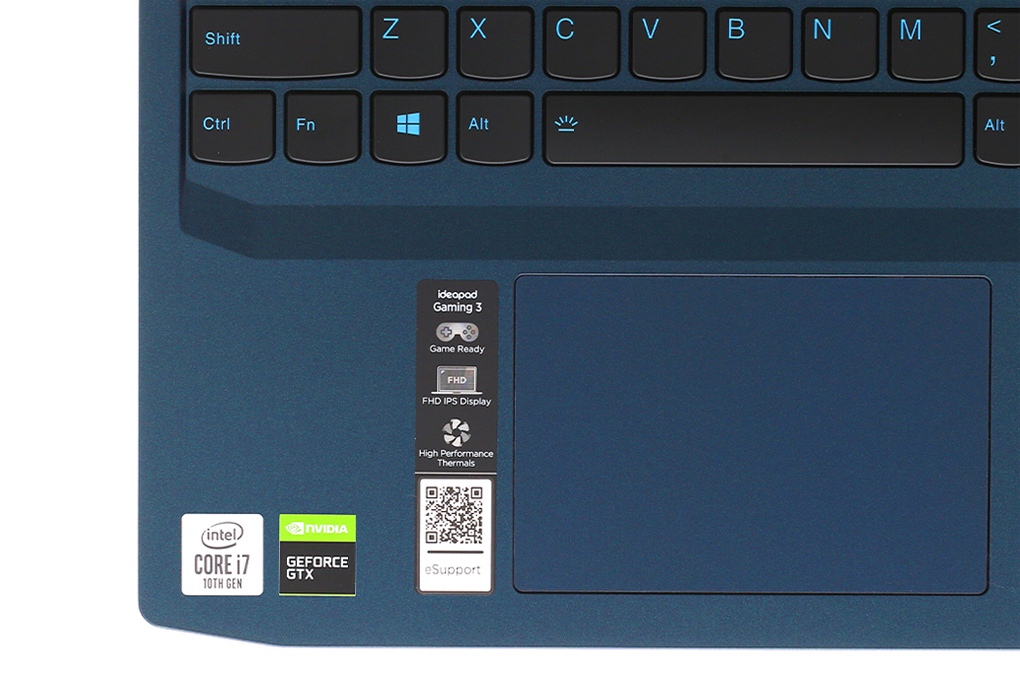 Shift
Z
X
C
V
B
N
M
<
,
Ctrl
Fn
Alt
Alt
ideapad
Gaming 3
Game Ready
FHD
FHD IPS Display
High Performance
Thermals
eSupport
intel
CORE i7
10TH GEN
NVIDIA
GEFORCE
GTX